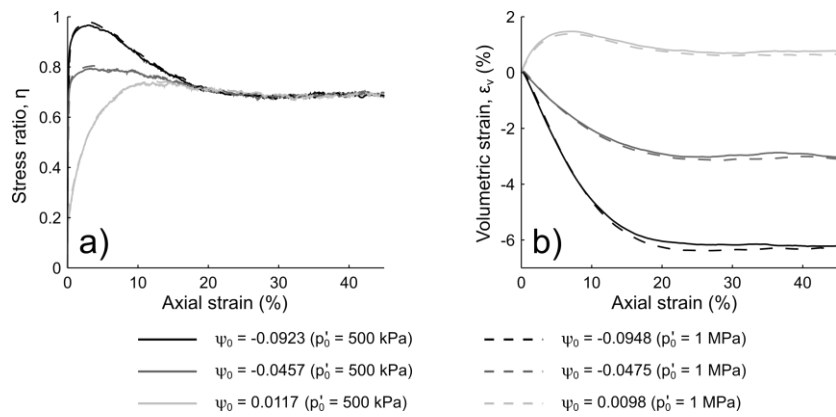 1
0.8
0.6
0.4
0.2
0
10
20
30
40
Stress ratio, η
Axial strain (%)
a)
2
0
-2
-4
-6
0
10
20
30
40
Volumetric strain, εv (%)
Axial strain (%)
b)
ψ0 = -0.0923 (p'0 = 500 kPa)
ψ0 = -0.0457 (p'0 = 500 kPa)
ψ0 = 0.0117 (p'0 = 500 kPa)
ψ0 = -0.0948 (p'0 = 1 MPa)
ψ0 = -0.0475 (p'0 = 1 MPa)
ψ0 = 0.0098 (p'0 = 1 MPa)